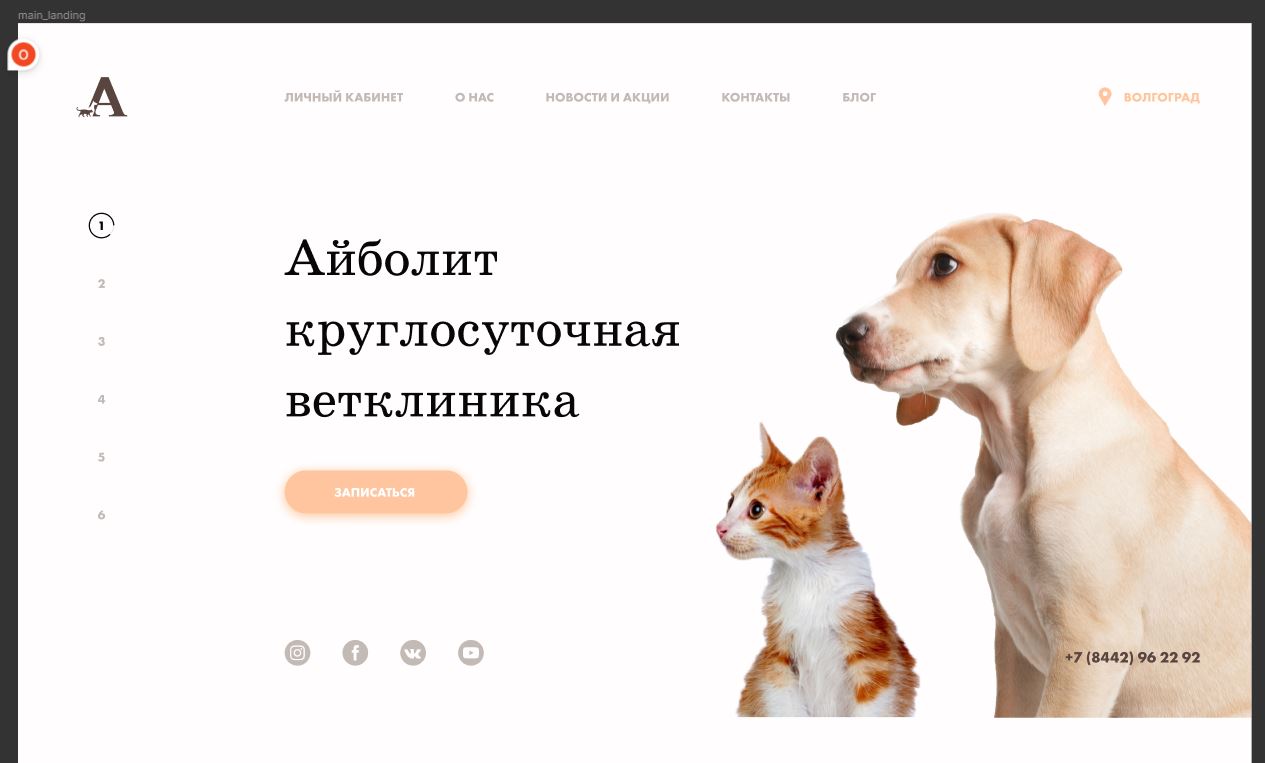 main_landing
O
A
ЛИЧНЫЙ КАБИНЕТ О НАС НОВОСТИ И АКЦИИ КОНТАКТЫ БЛОГ
ВОЛГОГРАД
1
2
3
4
5
6
Айболит
круглосуточная
ветклиника
ЗАПИСАТЬСЯ
+7 (8442) 96 22 92